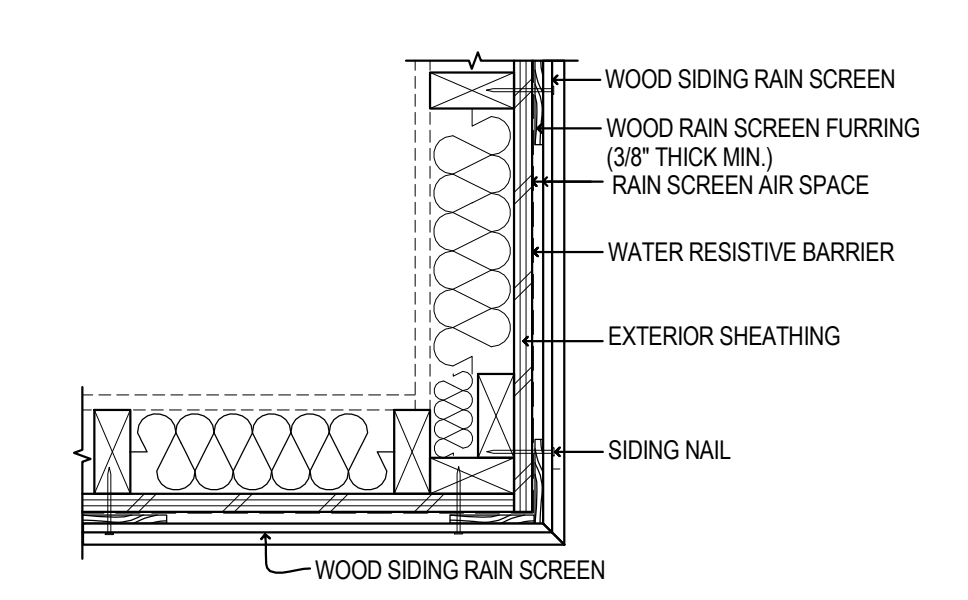 WOOD SIDING RAIN SCREEN
WOOD RAIN SCREEN FURRING
(3/8" THICK MIN.)
RAIN SCREEN AIR SPACE
WATER RESISTIVE BARRIER
EXTERIOR SHEATHING
SIDING NAIL
WOOD SIDING RAIN SCREEN